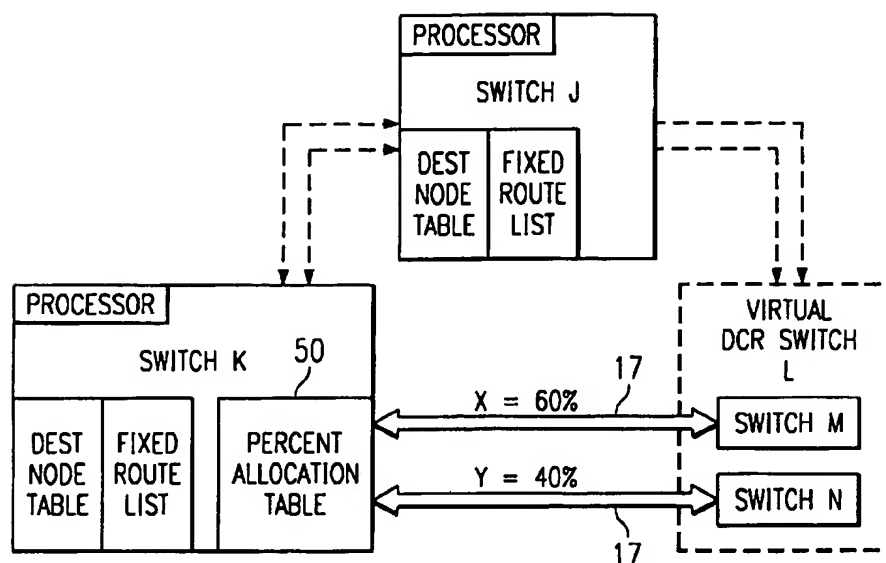 PROCESSOR
SWITCH J
DEST
NODE
TABLE
FIXED
ROUTE
LIST
PROCESSOR
SWITCH K
50
DEST
NODE
TABLE
FIXED
ROUTE
LIST
PERCENT
ALLOCATION
TABLE
X = 60%
17
Y = 40%
17
VIRTUAL
DCR SWITCH
L
SWITCH M
SWITCH N